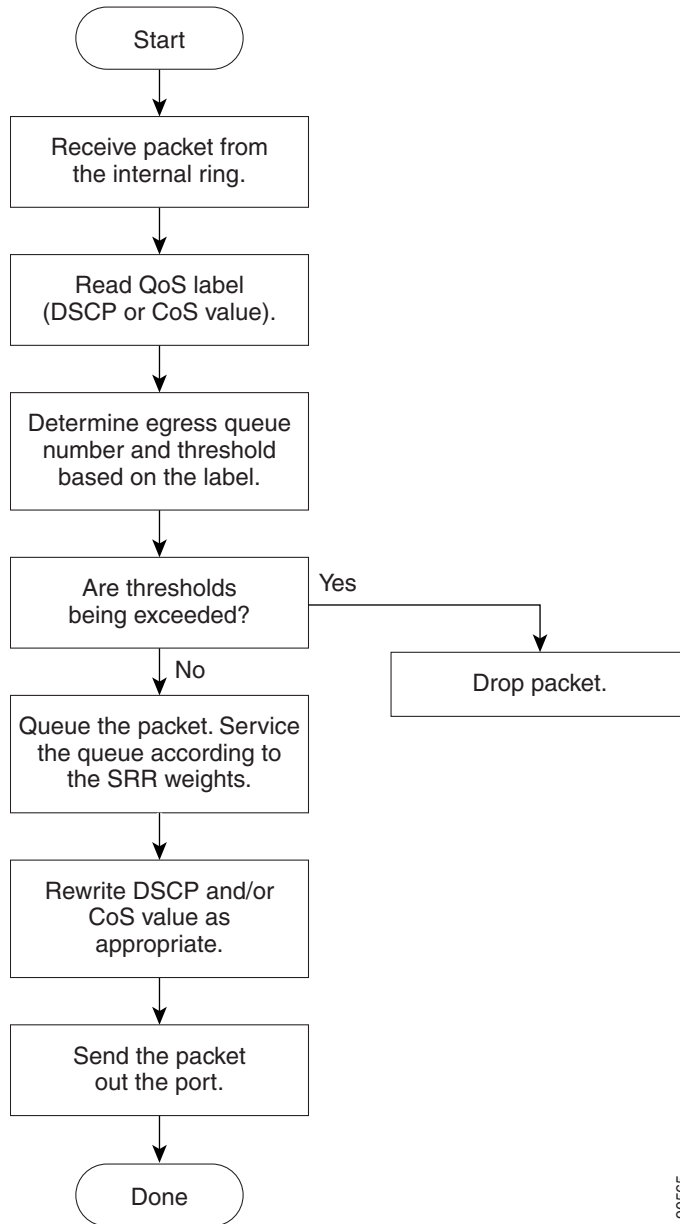 Start
Receive packet from
the internal ring.
Read QoS label
(DSCP or CoS value).
Determine egress queue
number and threshold
based on the label.
Are thresholds
being exceeded?
Yes
No
Drop packet.
Queue the packet. Service
the queue according to
the SRR weights.
Rewrite DSCP and/or
CoS value as
appropriate.
Send the packet
out the port.
Done